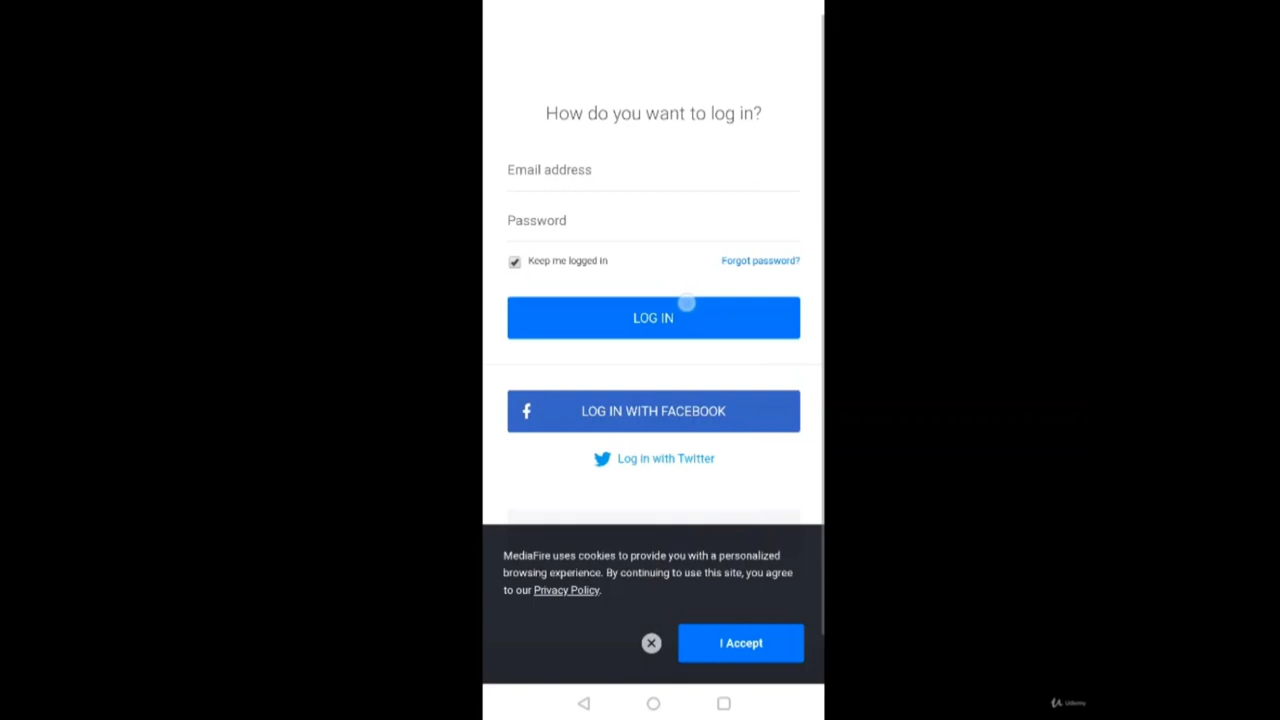 How do you want to log in?
Email address
Password
Keep me logged in
Forgot password?
LOG IN
LOG IN WITH FACEBOOK
Log in with Twitter
MediaFire uses cookies to provide you with a personalized
browsing experience. By continuing to use this site, you agree
to our Privacy Policy.
I Accept
Udemy